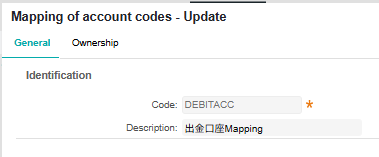 Mapping of account codes - Update
General Ownership
Identification
Code: DEBITACC *
Description: 出金口座Mapping